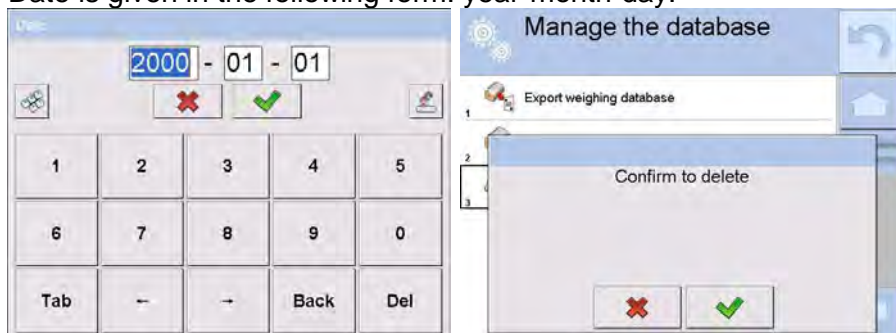 Date is given in the following form: year-month-day.
Date
2000 - 01 - 01
1 2 3 4 5
6 7 8 9 0
Tab ← → Back Del
Manage the database
1 Export weighing database
2
3
Confirm to delete